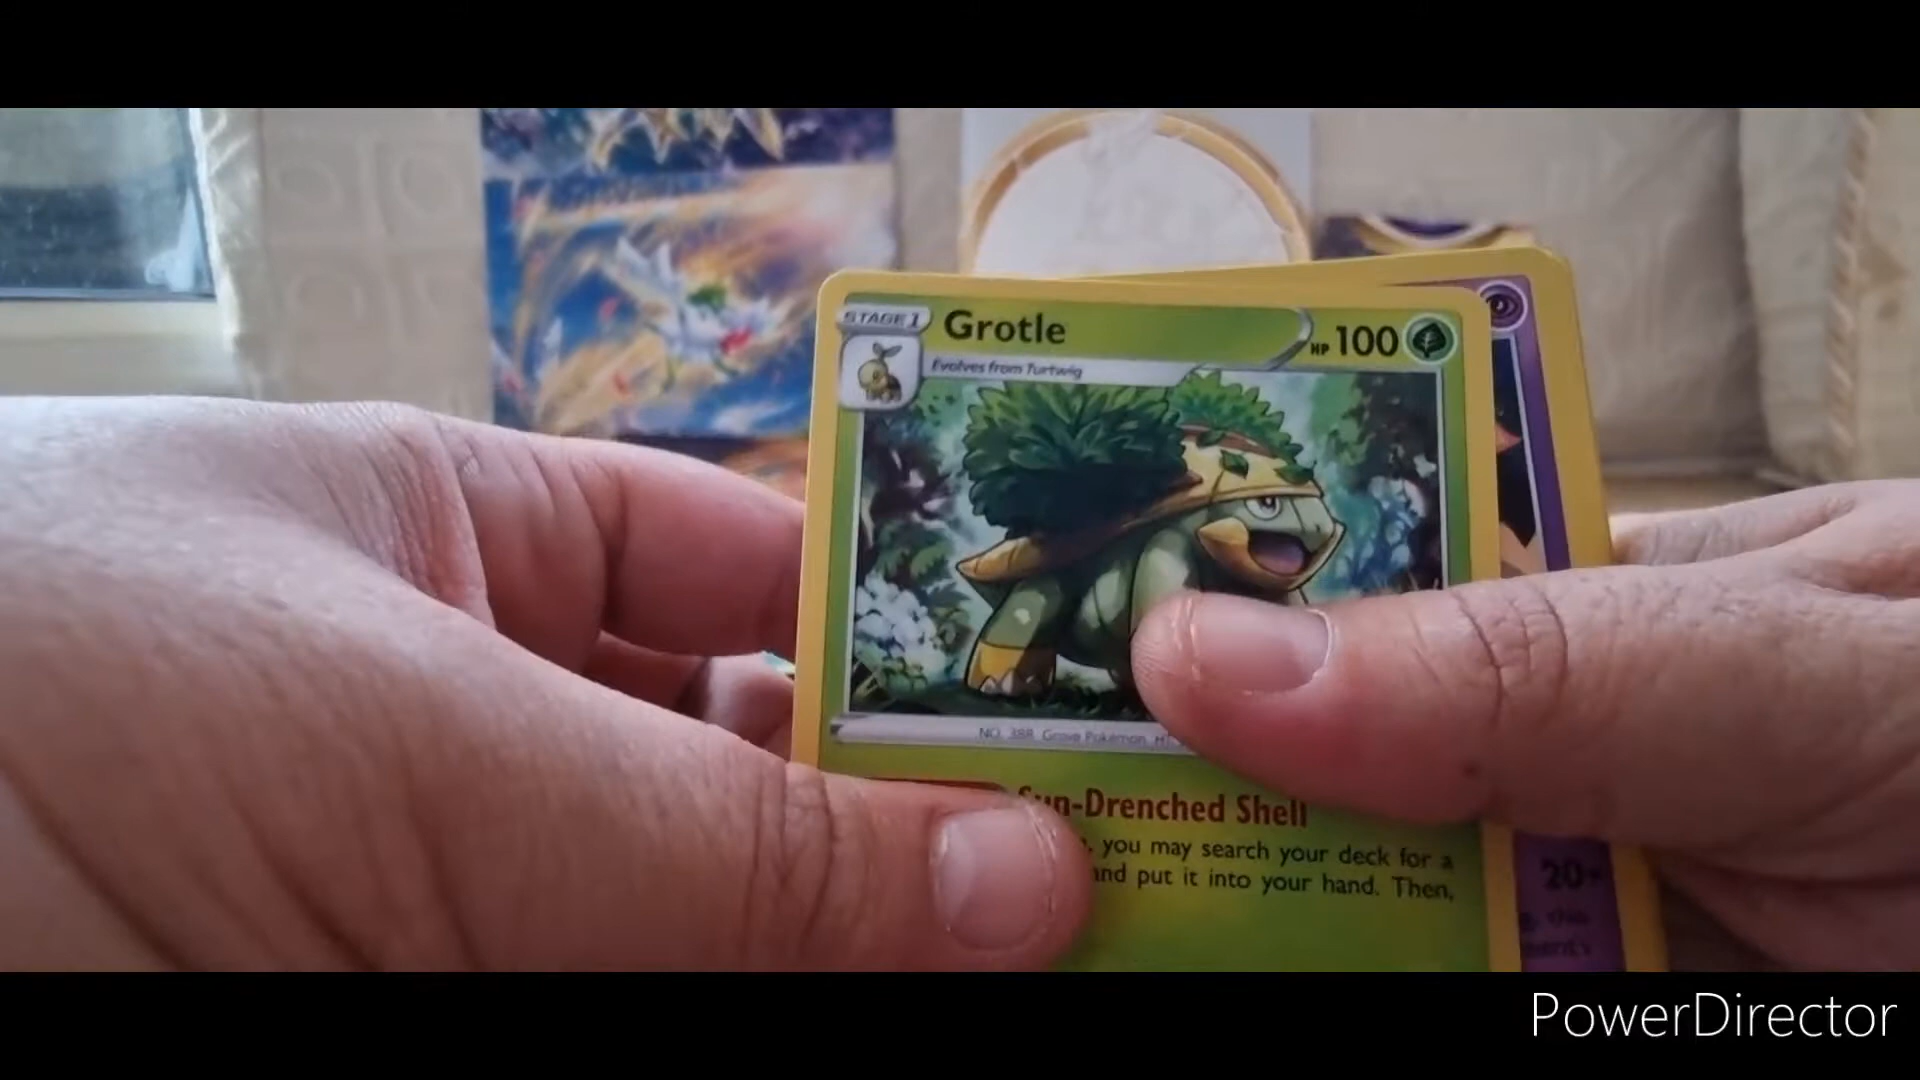 STAGE 1
Grotle
HP 100
Evolves from Turtwig
NO. 388 Grove Pokémon
Sun-Drenched Shell
you may search your deck for a
and put it into your hand. Then,
20+
PowerDirector